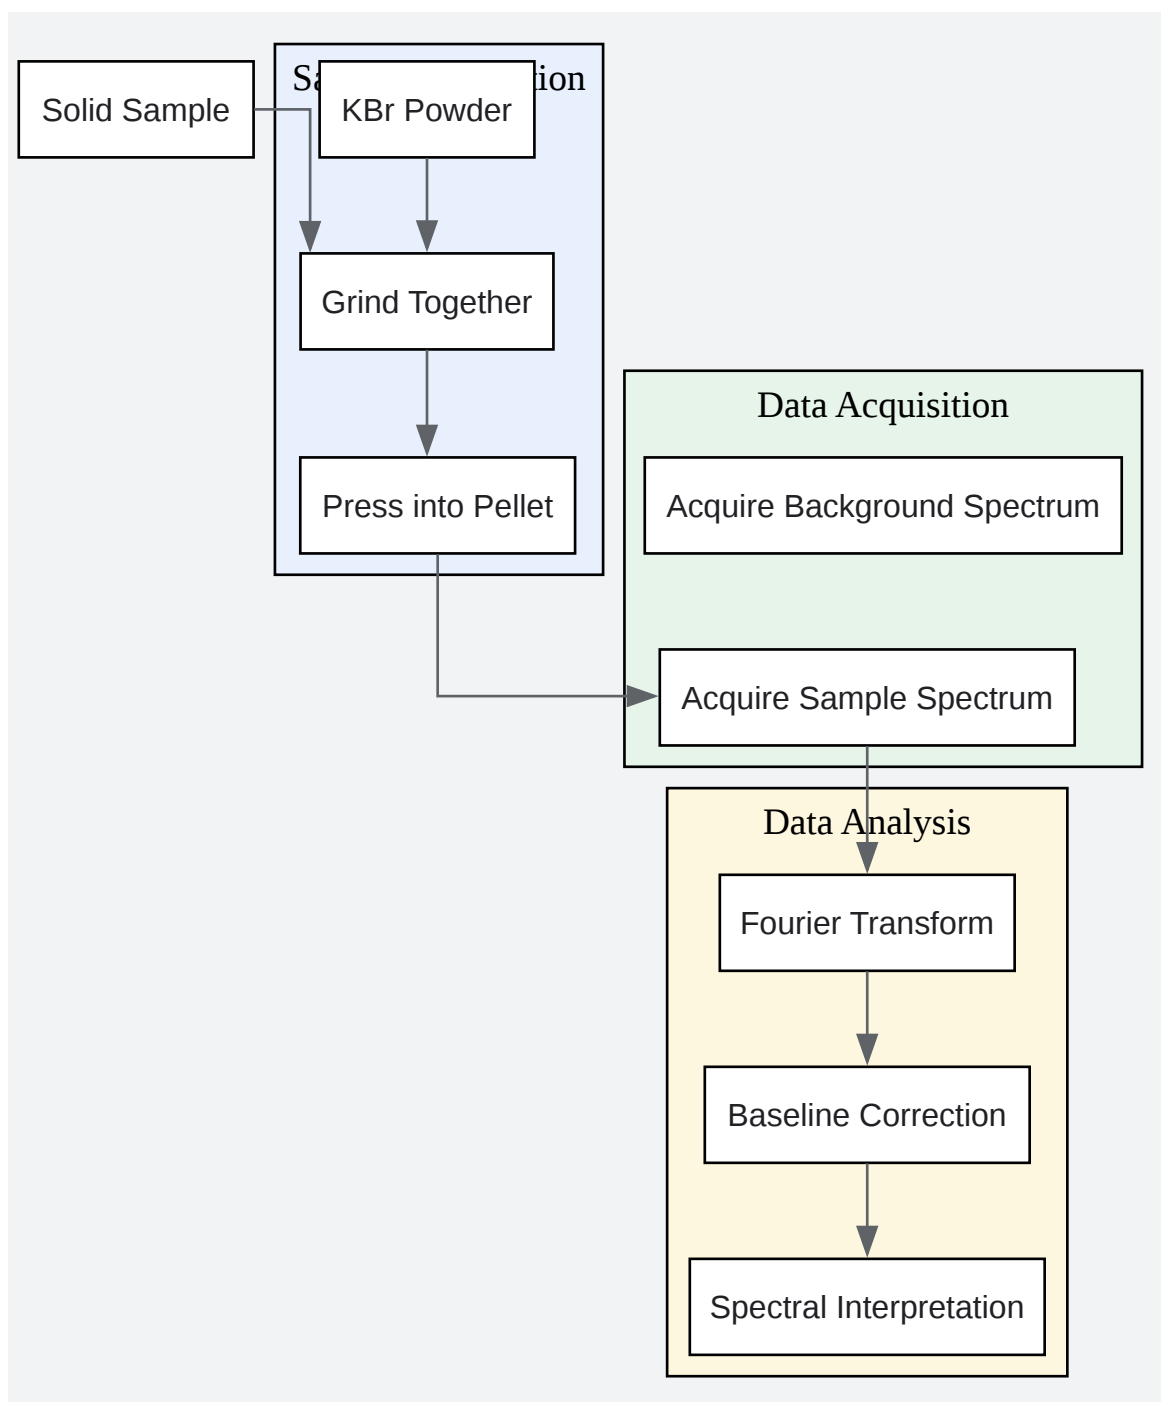 Solid Sample
KBr Powder
Grind Together
Press into Pellet
Data Acquisition
Acquire Background Spectrum
Acquire Sample Spectrum
Data Analysis
Fourier Transform
Baseline Correction
Spectral Interpretation